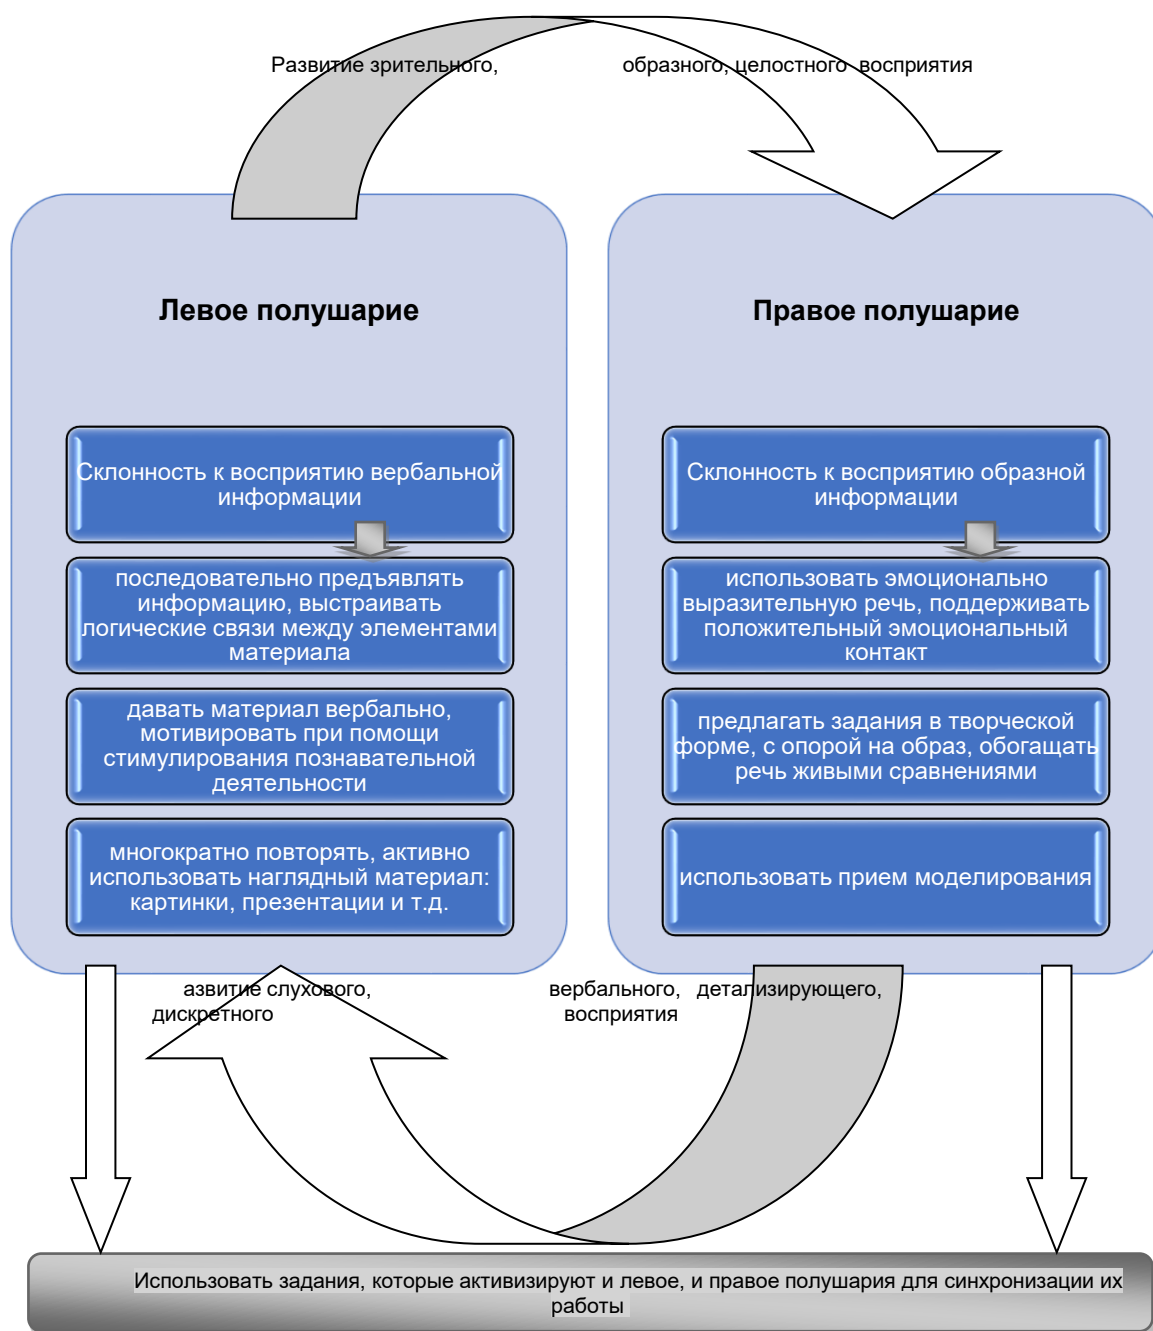 Развитие зрительного, образного, целостного восприятия
Левое полушарие
Склонность к восприятию вербальной
информации
последовательно предъявлять
информацию, выстраивать
логические связи между элементами
материала
давать материал вербально,
мотивировать при помощи
стимулирования познавательной
деятельности
многократно повторять, активно
использовать наглядный материал:
картинки, презентации и т.д.
Правое полушарие
Склонность к восприятию образной
информации
использовать эмоционально
выразительную речь, поддерживать
положительный эмоциональный
контакт
предлагать задания в творческой
форме, с опорой на образ, обогащать
речь живыми сравнениями
использовать прием моделирования
азвитие слухового, вербального, детализирующего,
дискретного восприятия
Использовать задания, которые активизируют и левое, и правое полушария для синхронизации их
работы